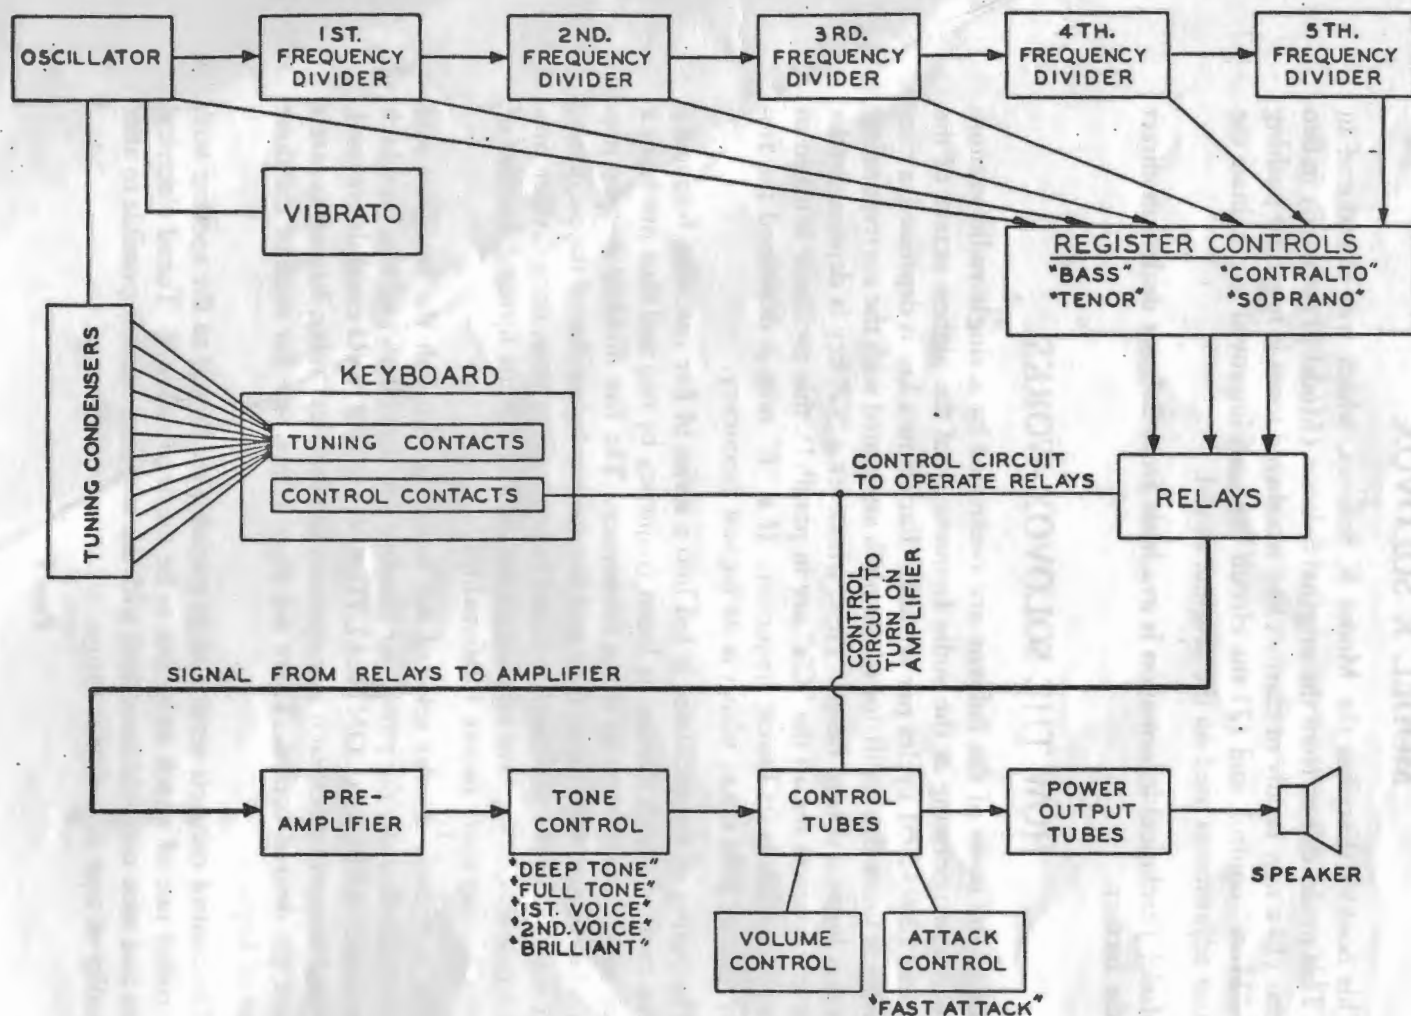 OSCILLATOR
1ST.
FREQUENCY
DIVIDER
2ND.
FREQUENCY
DIVIDER
3RD.
FREQUENCY
DIVIDER
4TH.
FREQUENCY
DIVIDER
5TH.
FREQUENCY
DIVIDER
VIBRATO
REGISTER CONTROLS
"BASS" "CONTRALTO"
"TENOR" "SOPRANO"
TUNING CONDENSERS
KEYBOARD
TUNING CONTACTS
CONTROL CONTACTS
CONTROL CIRCUIT
TO OPERATE RELAYS
RELAYS
CONTROL
CIRCUIT TO
TURN ON
AMPLIFIER
SIGNAL FROM RELAYS TO AMPLIFIER
PRE-
AMPLIFIER
TONE
CONTROL
"DEEP TONE"
"FULL TONE"
"1ST. VOICE"
"2ND. VOICE"
"BRILLIANT"
CONTROL
TUBES
POWER
OUTPUT
TUBES
SPEAKER
VOLUME
CONTROL
ATTACK
CONTROL
"FAST ATTACK"